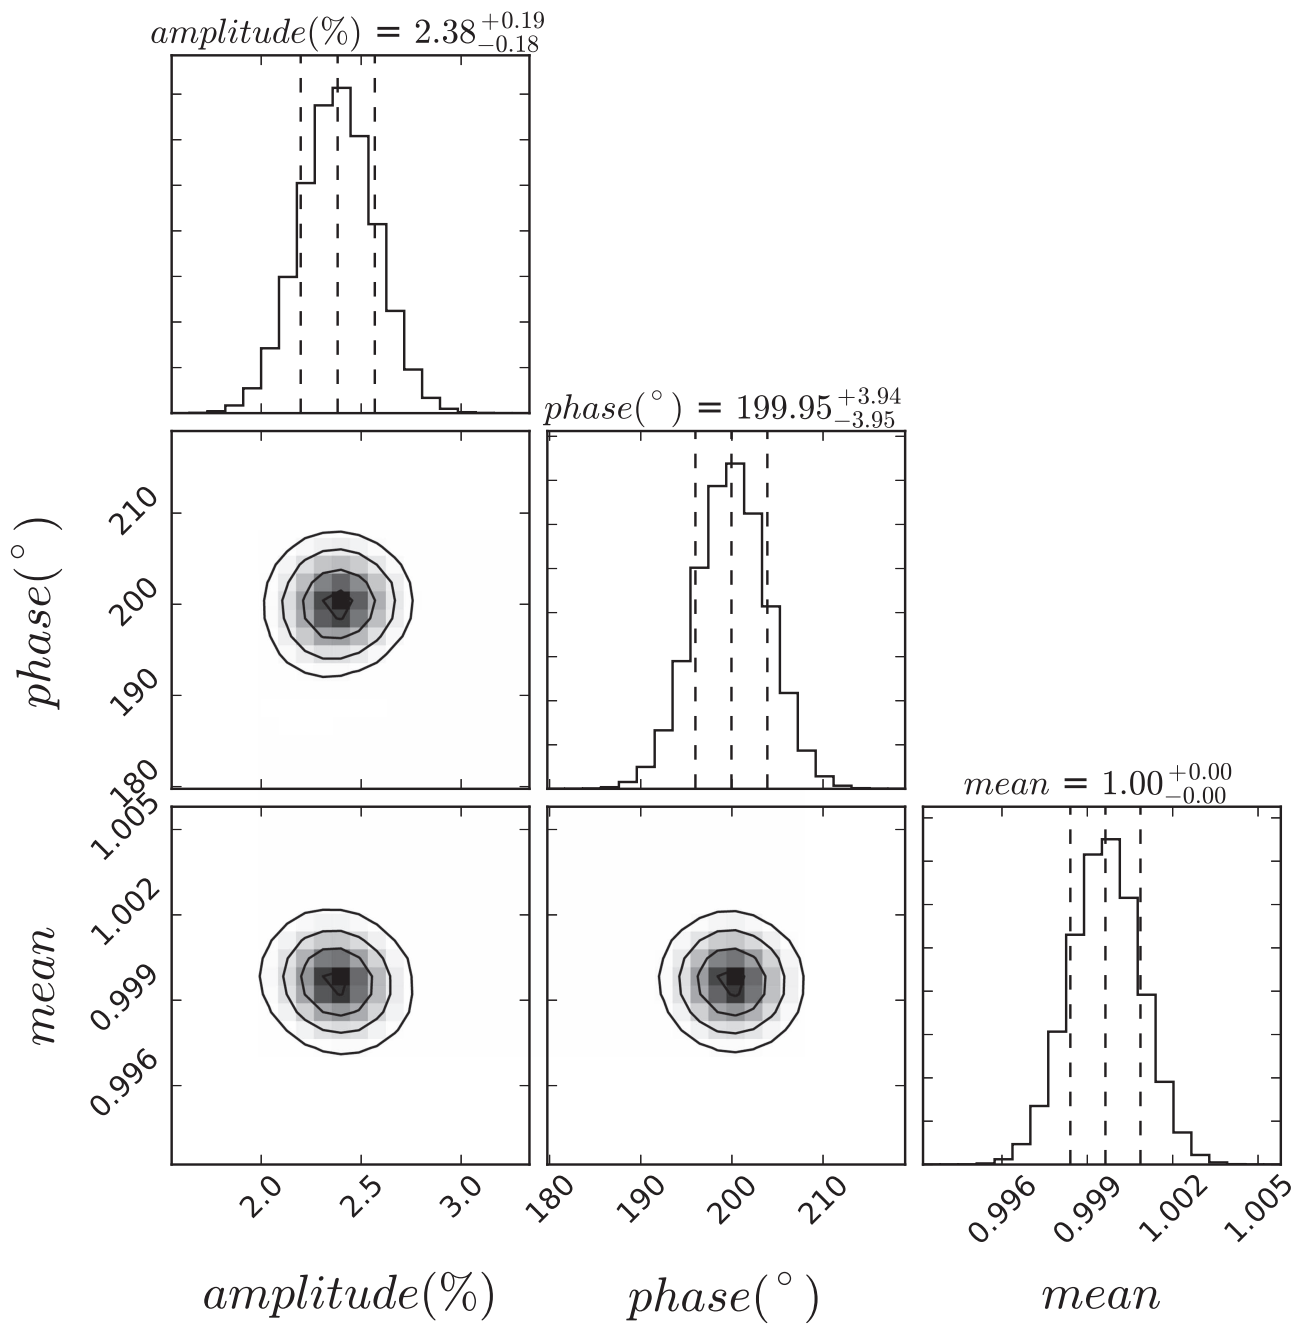 amplitude(%) = 2.38 +0.19 −0.18
phase(°) = 199.95 +3.94 −3.95
210
200
190
180
phase(°)
mean = 1.00 +0.00 −0.00
1.005
1.002
0.999
0.996
mean
2.0 2.5 3.0
180 190 200 210
0.996 0.999 1.002 1.005
amplitude(%)
phase(°)
mean